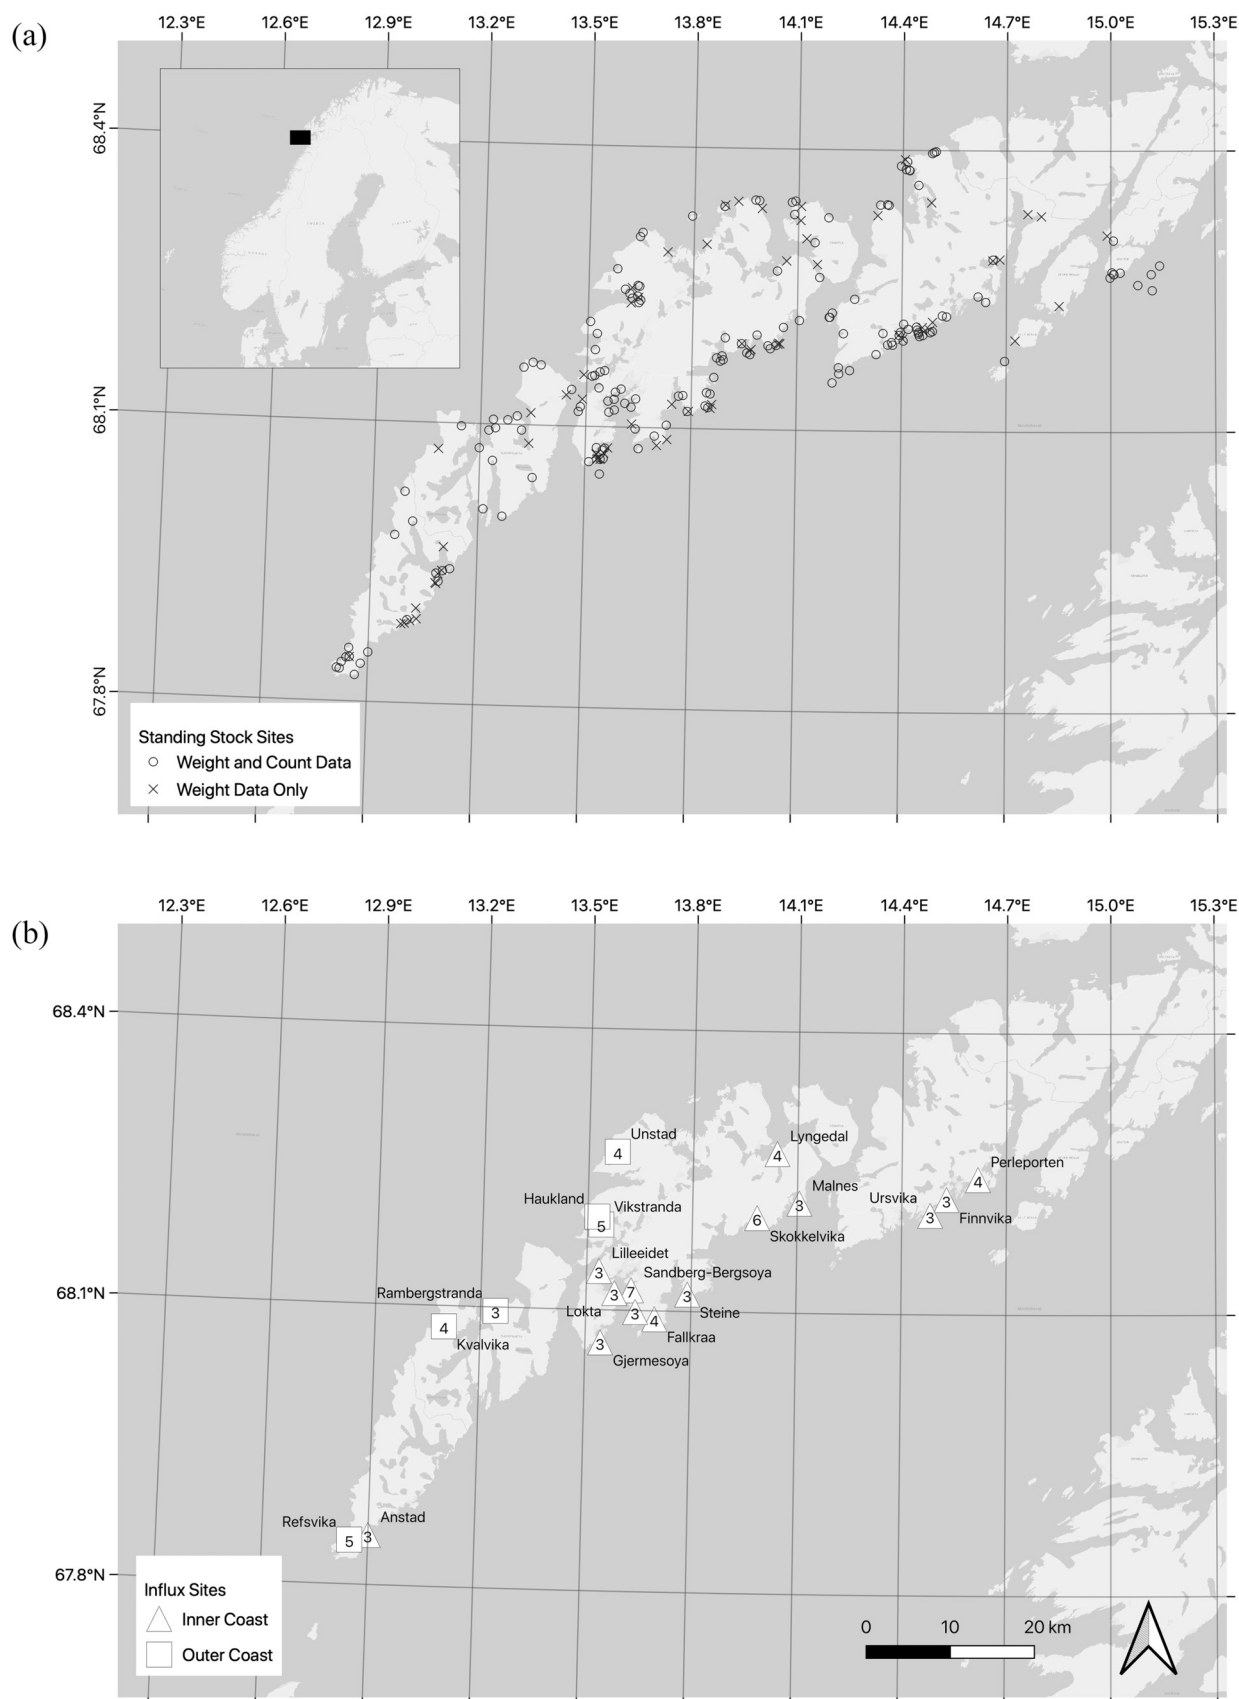 (a)
12.3°E 12.6°E 12.9°E 13.2°E 13.5°E 13.8°E 14.1°E 14.4°E 14.7°E 15.0°E 15.3°E
68.4°N
68.1°N
67.8°N
Standing Stock Sites
Weight and Count Data
Weight Data Only
(b)
12.3°E 12.6°E 12.9°E 13.2°E 13.5°E 13.8°E 14.1°E 14.4°E 14.7°E 15.0°E 15.3°E
68.4°N
Unstad
4
Lyngedal
4
Perleporten
4
Haukland
Vikstranda
5
Malnes
3
Ursvika
3
3
Finnvika
6
Skokkelvika
Lilleeidet
3
Sandberg-Bergsoya
7
3
68.1°N
Rambergstranda
3
Lokta
3
3
Steine
4
Kvalvika
4
Fallkraa
3
Gjermesoya
Refsvika
5
Anstad
3
67.8°N
Influx Sites
Inner Coast
Outer Coast
0 10 20 km